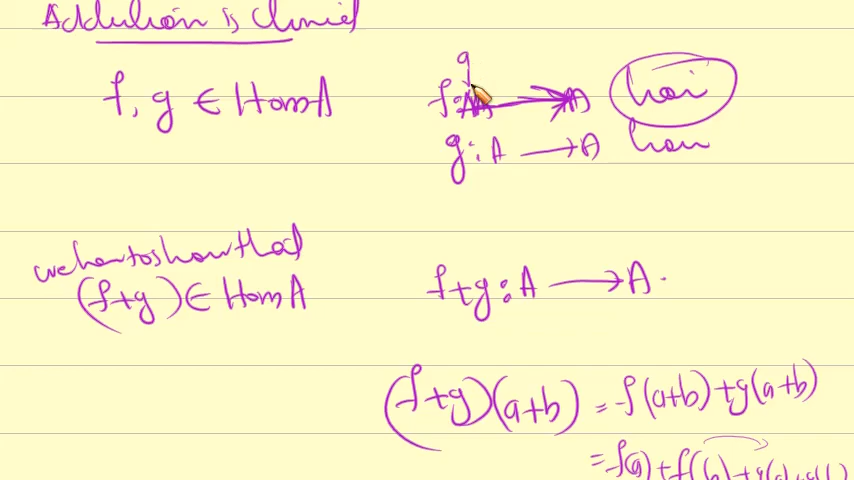 Addition is closed
g
f, g ∈ Hom A f: A → A hom
g: A → A hom
we have to show that
(f+g) ∈ Hom A f+g: A → A.
(f+g)(a+b) = f(a+b) + g(a+b)
= f(a) + f(b) + g(a)